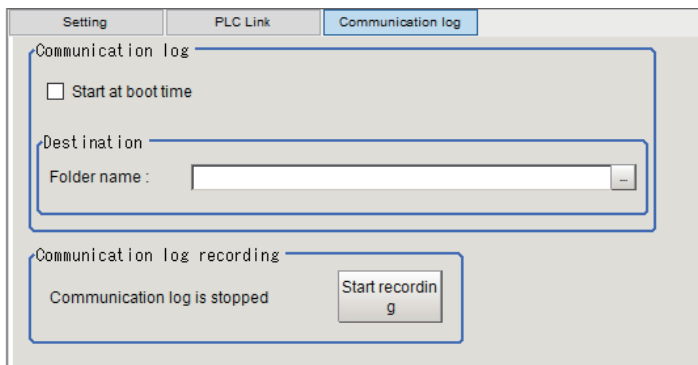 Setting PLC Link Communication log
Communication log
Start at boot time
Destination
Folder name :
...
Communication log recording
Communication log is stopped
Start recordin
g